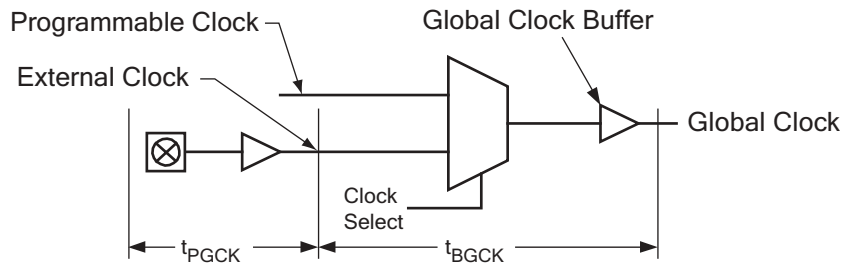 Programmable Clock
Global Clock Buffer
External Clock
Global Clock
Clock
Select
tPGCK
tBGCK